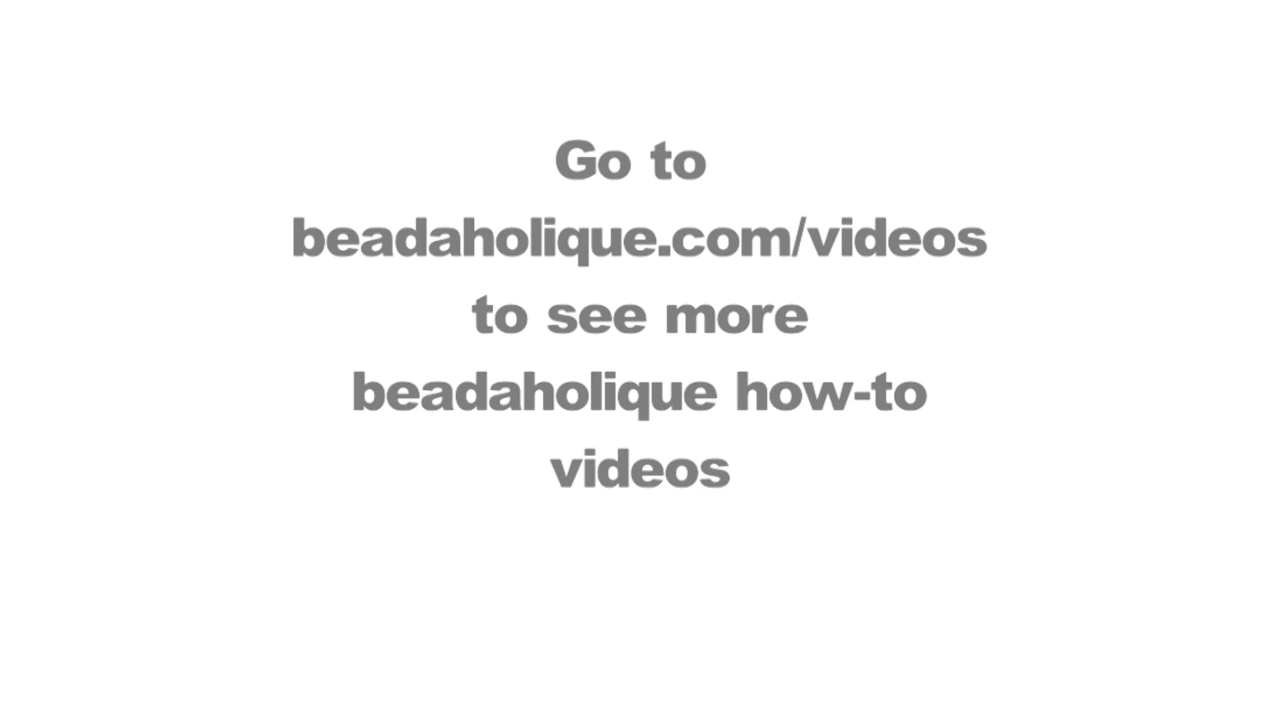 Go to
beadaholique.com/videos
to see more
beadaholique how-to
videos